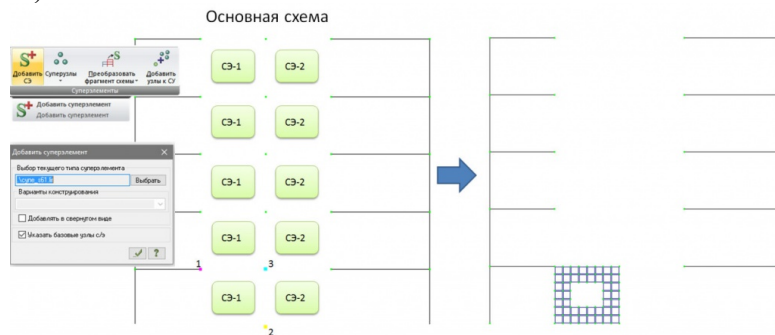 Основная схема
Добавить СЭ
Суперузлы
Преобразовать фрагмент схемы
Добавить узлы к СУ
Суперэлементы
Добавить суперэлемент
Добавить суперэлемент
Добавить суперэлемент
Выбор текущего типа суперэлемента
Выбрать
Варианты конструирования
Добавлять в свернутом виде
Указать базовые узлы с/э
?
СЭ-1 СЭ-2
СЭ-1 СЭ-2
СЭ-1 СЭ-2
СЭ-1 СЭ-2
1 3
СЭ-1 СЭ-2
2